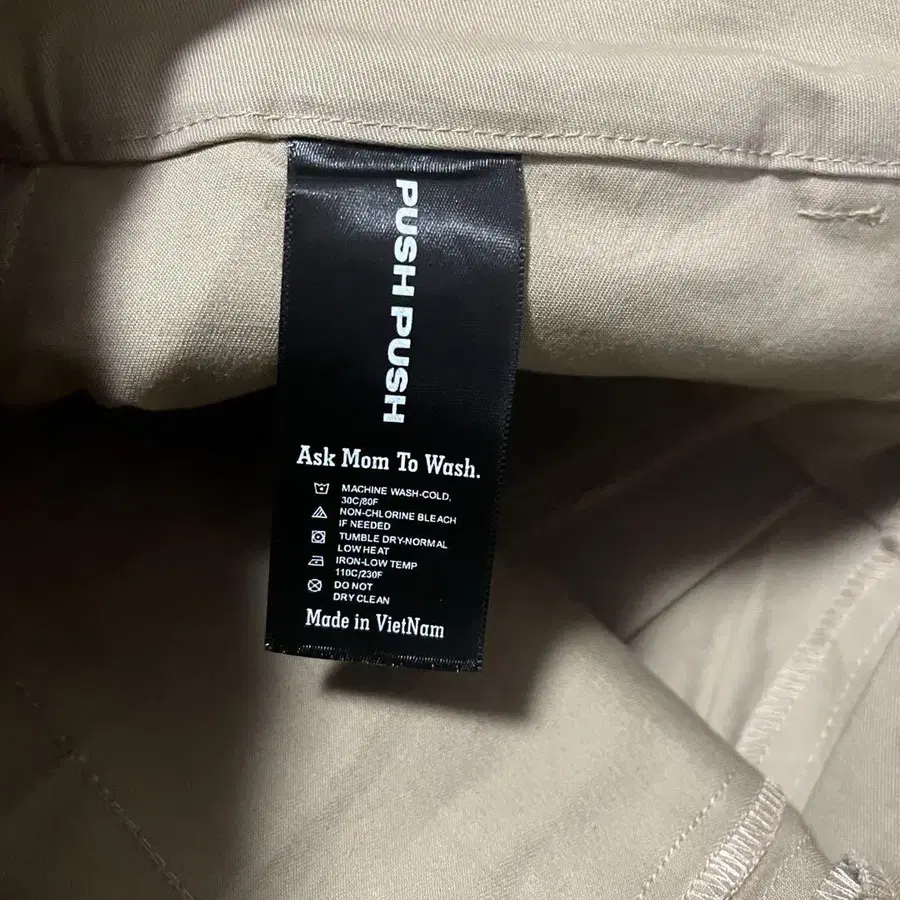 PUSH PUSH
Ask Mom To Wash.
MACHINE WASH-COLD,
30C/80F
NON-CHLORINE BLEACH
IF NEEDED
TUMBLE DRY-NORMAL
LOW HEAT
IRON-LOW TEMP
110C/230F
DO NOT
DRY CLEAN
Made in VietNam